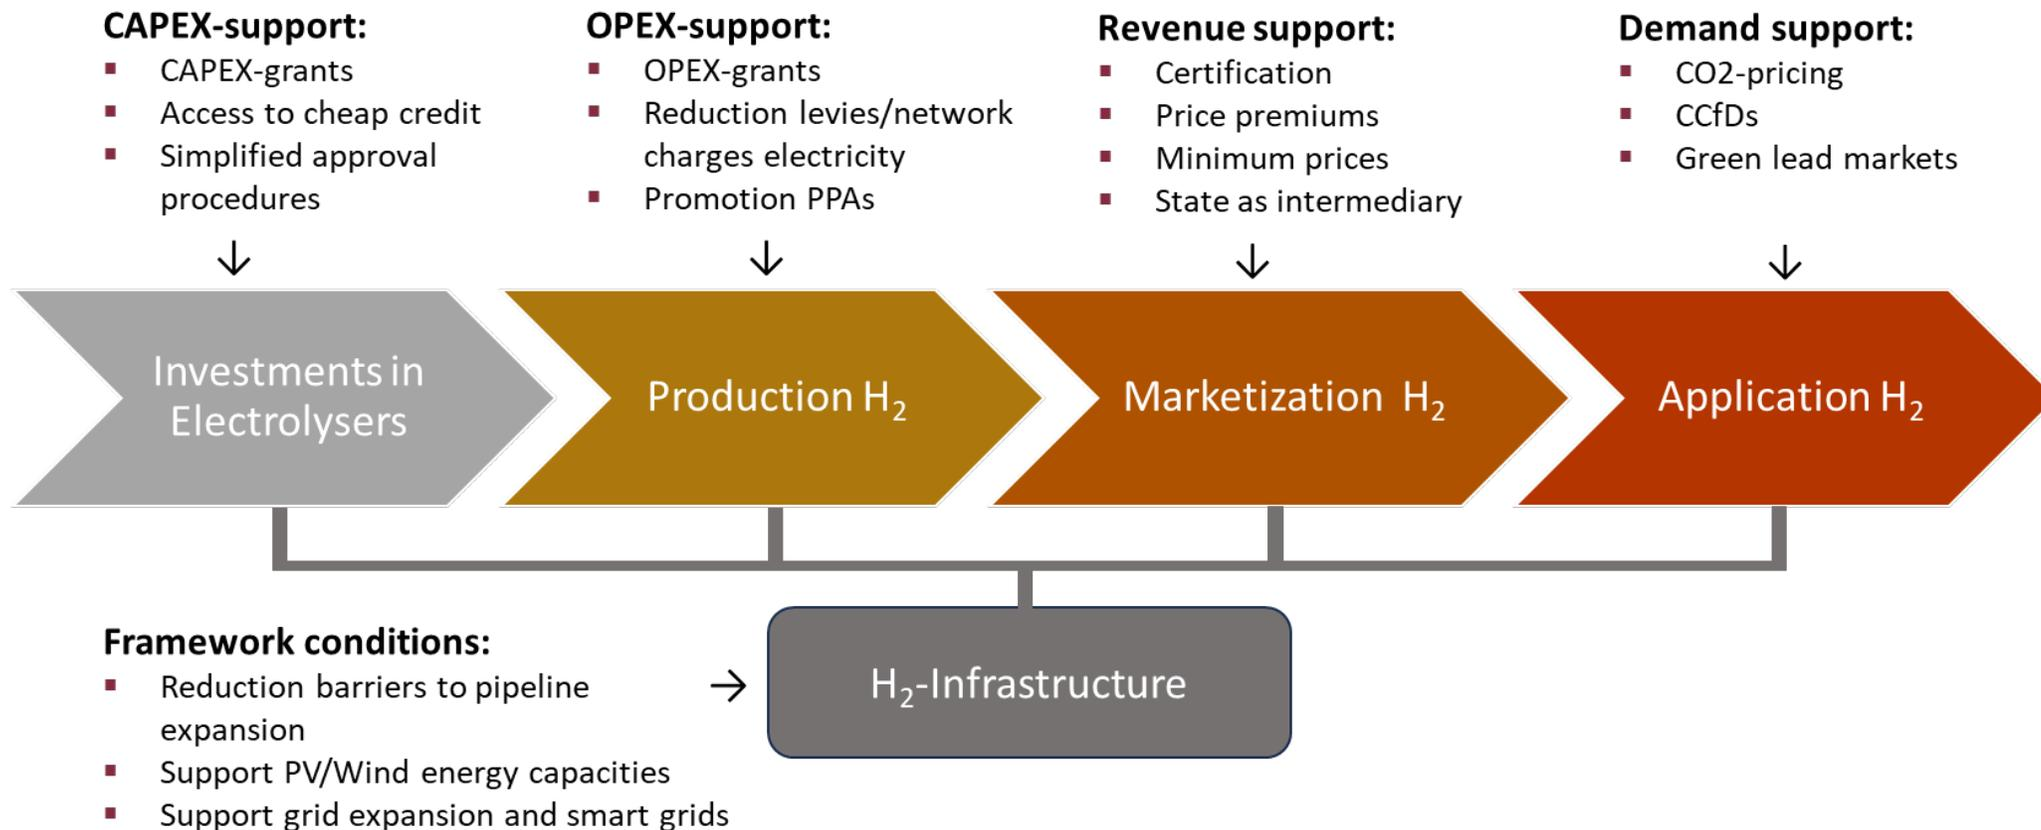 CAPEX-support:
▪ CAPEX-grants
▪ Access to cheap credit
▪ Simplified approval
procedures
OPEX-support:
▪ OPEX-grants
▪ Reduction levies/network
charges electricity
▪ Promotion PPAs
Revenue support:
▪ Certification
▪ Price premiums
▪ Minimum prices
▪ State as intermediary
Demand support:
▪ CO2-pricing
▪ CCfDs
▪ Green lead markets
Investments in
Electrolysers
Production H₂
Marketization H₂
Application H₂
Framework conditions:
▪ Reduction barriers to pipeline
expansion
▪ Support PV/Wind energy capacities
▪ Support grid expansion and smart grids
H₂-Infrastructure